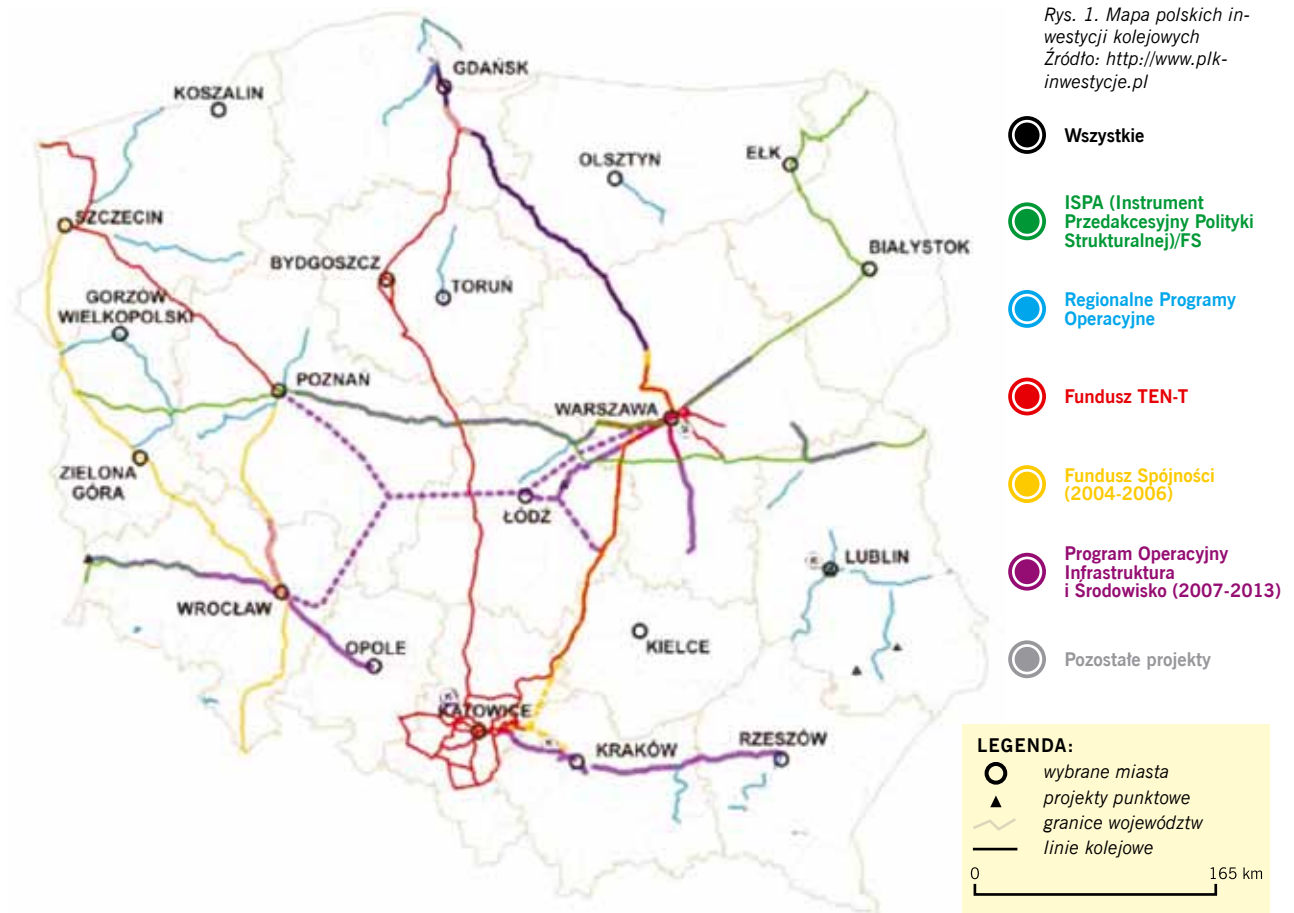 Rys. 1. Mapa polskich in-
westycji kolejowych
Źródło: http://www.plk-
inwestycje.pl
Wszystkie
ISPA (Instrument
Przedakcesyjny Polityki
Strukturalnej)/FS
Regionalne Programy
Operacyjne
Fundusz TEN-T
Fundusz Spójności
(2004-2006)
Program Operacyjny
Infrastruktura
i Środowisko (2007-2013)
Pozostałe projekty
LEGENDA:
wybrane miasta
projekty punktowe
granice województw
linie kolejowe
0 165 km
GDAŃSK
KOSZALIN
OLSZTYN
EŁK
SZCZECIN
BIAŁYSTOK
BYDGOSZCZ
TORUŃ
GORZÓW
WIELKOPOLSKI
POZNAŃ
WARSZAWA
ZIELONA
GÓRA
ŁÓDŹ
LUBLIN
WROCŁAW
KIELCE
OPOLE
KATOWICE
KRAKÓW
RZESZÓW